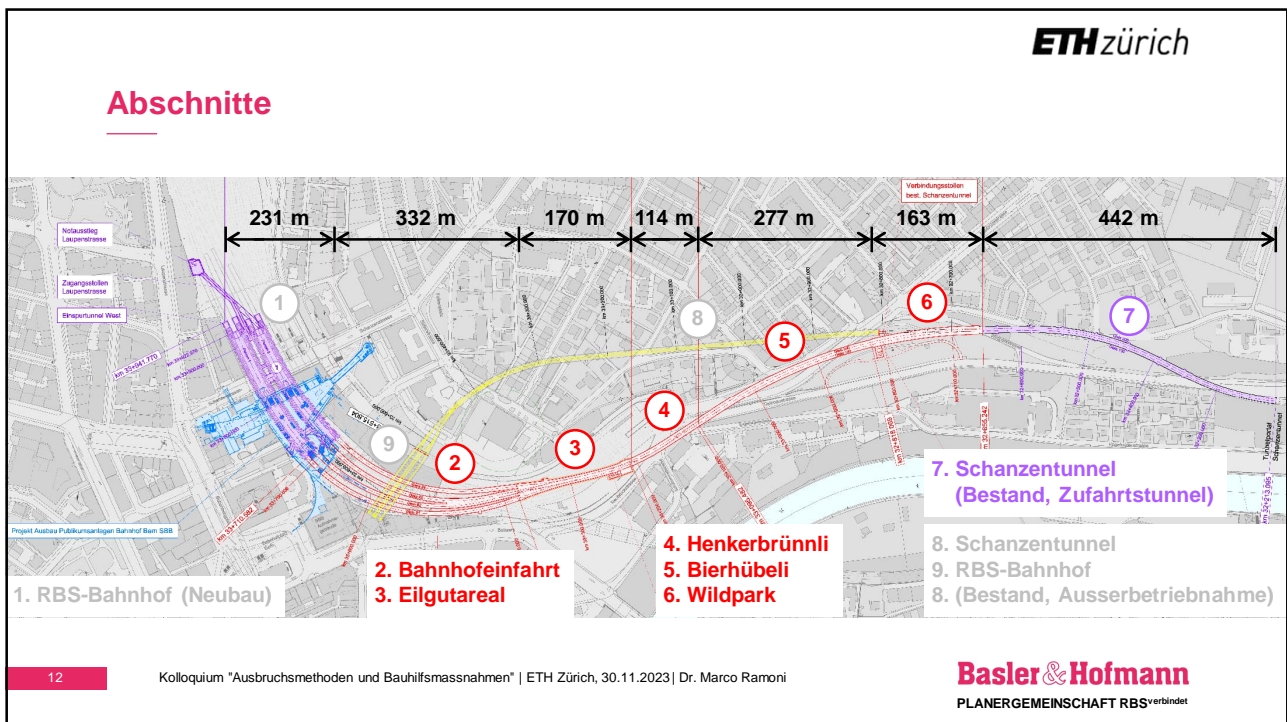 ETH zürich
Abschnitte
Verbindungsstollen
best. Schanzentunnel
231 m
332 m
170 m
114 m
277 m
163 m
442 m
Notausstieg
Laupenstrasse
Zugangsstollen
Laupenstrasse
Einspurtunnel West
1
8
6
7
5
4
9
2
3
Tunnelportal
Schanzentunnel
Projekt Ausbau Publikumsanlagen Bahnhof Bern SBB
1. RBS-Bahnhof (Neubau)
2. Bahnhofeinfahrt
3. Eilgutareal
4. Henkerbrünnli
5. Bierhübeli
6. Wildpark
7. Schanzentunnel
(Bestand, Zufahrtstunnel)
8. Schanzentunnel
9. RBS-Bahnhof
8. (Bestand, Ausserbetriebnahme)
12
Kolloquium "Ausbruchsmethoden und Bauhilfsmassnahmen" | ETH Zürich, 30.11.2023| Dr. Marco Ramoni
Basler & Hofmann
PLANERGEMEINSCHAFT RBSverbindet